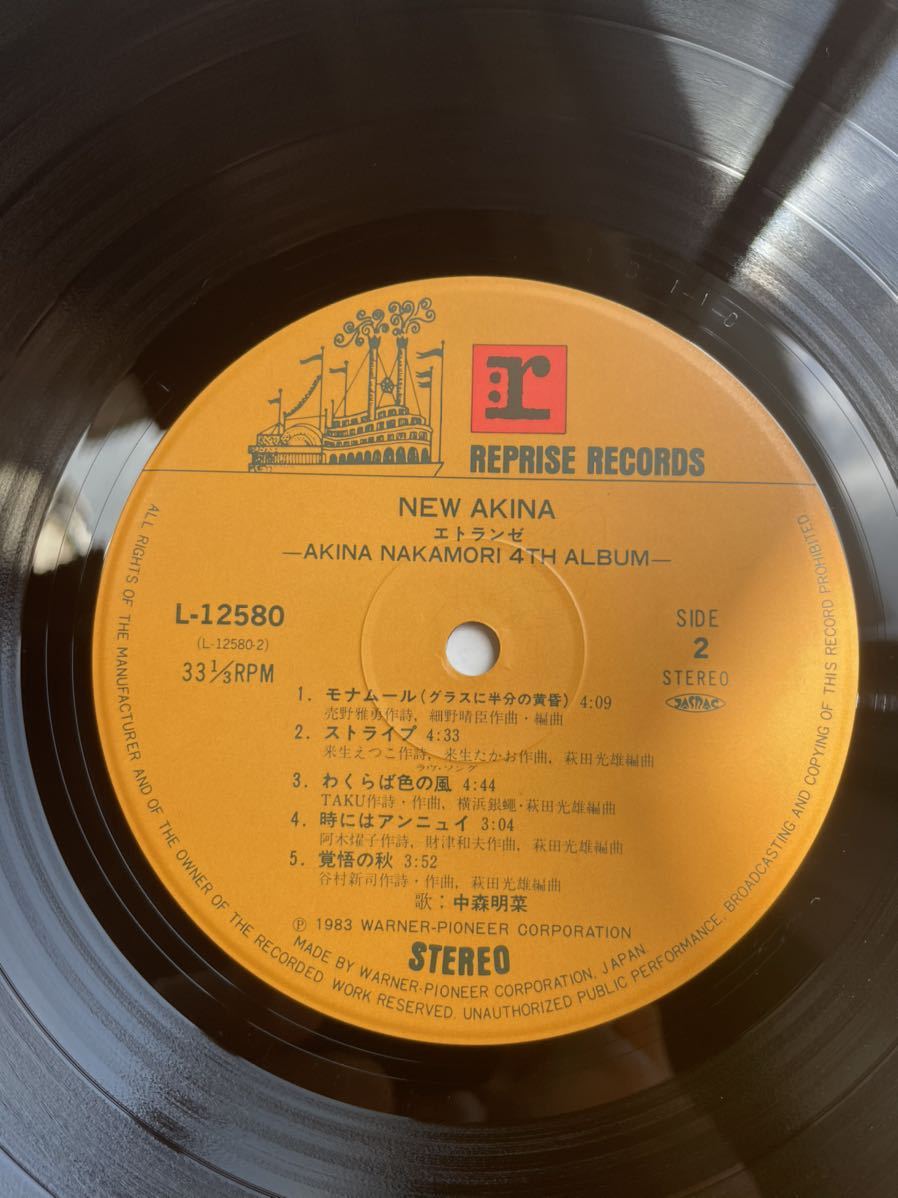 1-1-0
:r
REPRISE RECORDS
NEW AKINA
エトランゼ
—AKINA NAKAMORI 4TH ALBUM—
L-12580
(L-12580-2)
33 1/3 RPM
SIDE
2
STEREO
JASRAC
1. モナムール(グラスに半分の黄昏) 4:09
売野雅勇作詩, 細野晴臣作曲・編曲
2. ストライプ 4:33
来生えつこ作詩, 来生たかお作曲, 萩田光雄編曲
ラヴ・ソング
3. わくらば色の風 4:44
TAKU作詩・作曲, 横浜銀蝿・萩田光雄編曲
4. 時にはアンニュイ 3:04
阿木燿子作詩, 財津和夫作曲, 萩田光雄編曲
5. 覚悟の秋 3:52
谷村新司作詩・作曲, 萩田光雄編曲
歌:中森明菜
Ⓟ 1983 WARNER-PIONEER CORPORATION
STEREO
MADE BY WARNER-PIONEER CORPORATION, JAPAN.
ALL RIGHTS OF THE MANUFACTURER AND OF THE OWNER OF THE RECORDED WORK RESERVED. UNAUTHORIZED PUBLIC PERFORMANCE, BROADCASTING AND COPYING OF THIS RECORD PROHIBITED.